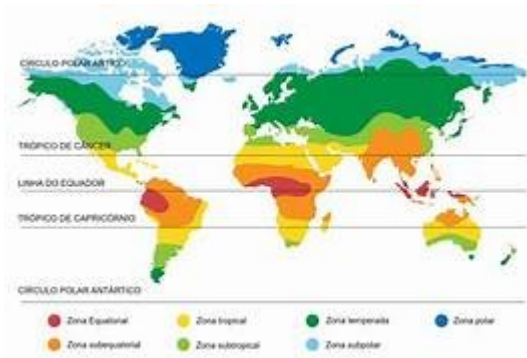 CÍRCULO POLAR ÁRTICO
TRÓPICO DE CÂNCER
LINHA DO EQUADOR
TRÓPICO DE CAPRICÓRNIO
CÍRCULO POLAR ANTÁRTICO
Zona Equatorial
Zona tropical
Zona temperada
Zona polar
Zona subequatorial
Zona subtropical
Zona subpolar